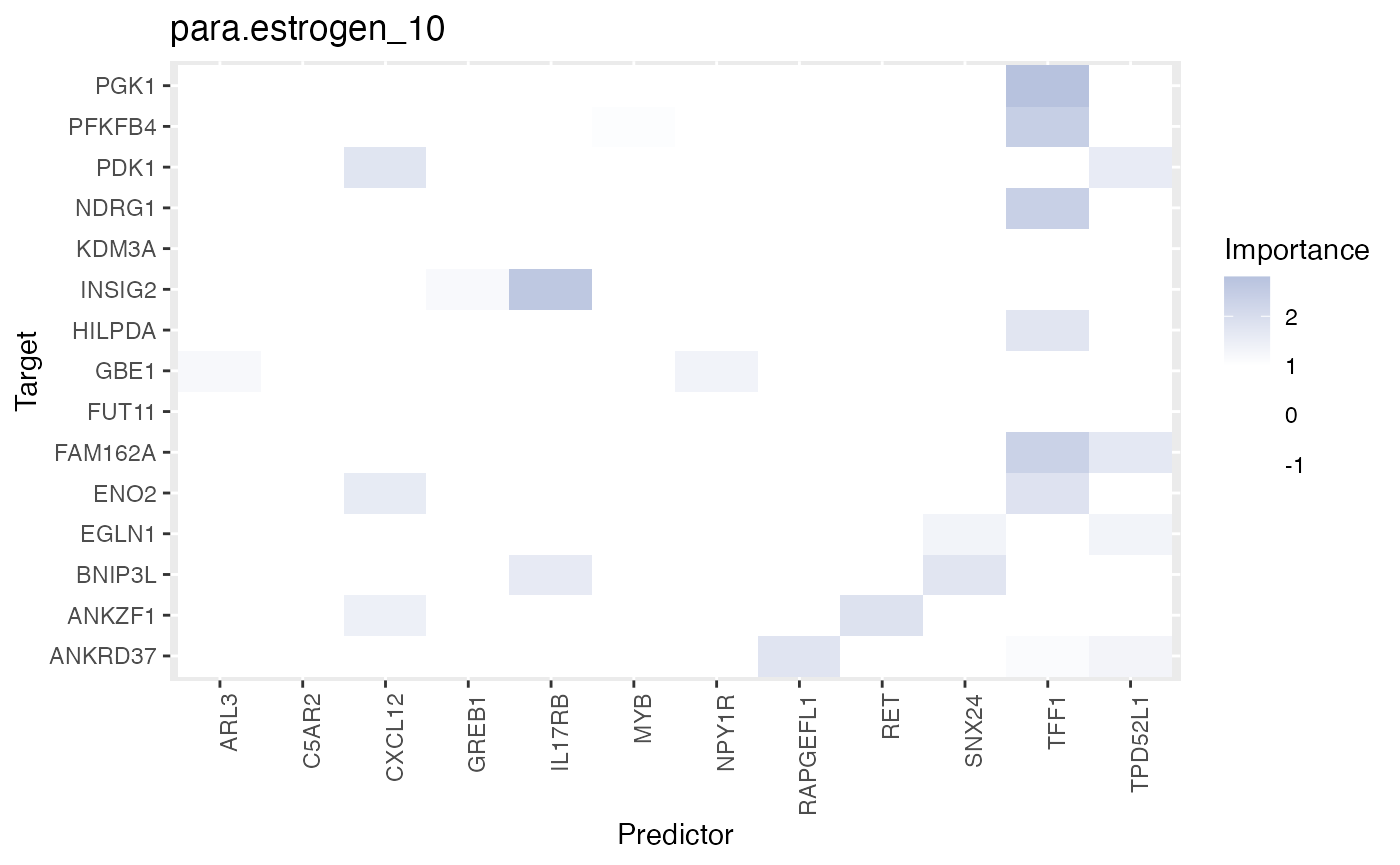 para.estrogen_10
Target
PGK1
PFKFB4
PDK1
NDRG1
KDM3A
INSIG2
HILPDA
GBE1
FUT11
FAM162A
ENO2
EGLN1
BNIP3L
ANKZF1
ANKRD37
ARL3
C5AR2
CXCL12
GREB1
IL17RB
MYB
NPY1R
RAPGEFL1
RET
SNX24
TFF1
TPD52L1
Predictor
Importance
2
1
0
-1